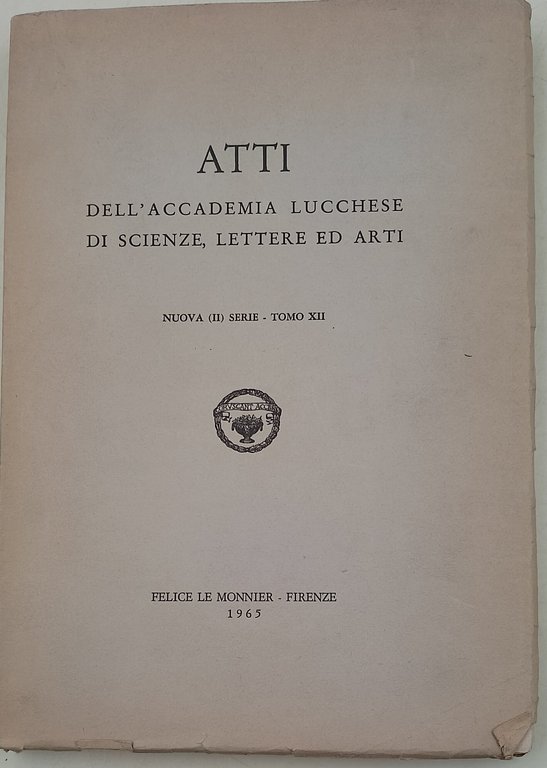 ATTI
DELL'ACCADEMIA LUCCHESE
DI SCIENZE, LETTERE ED ARTI
NUOVA (II) SERIE - TOMO XII
FELICE LE MONNIER - FIRENZE
1965